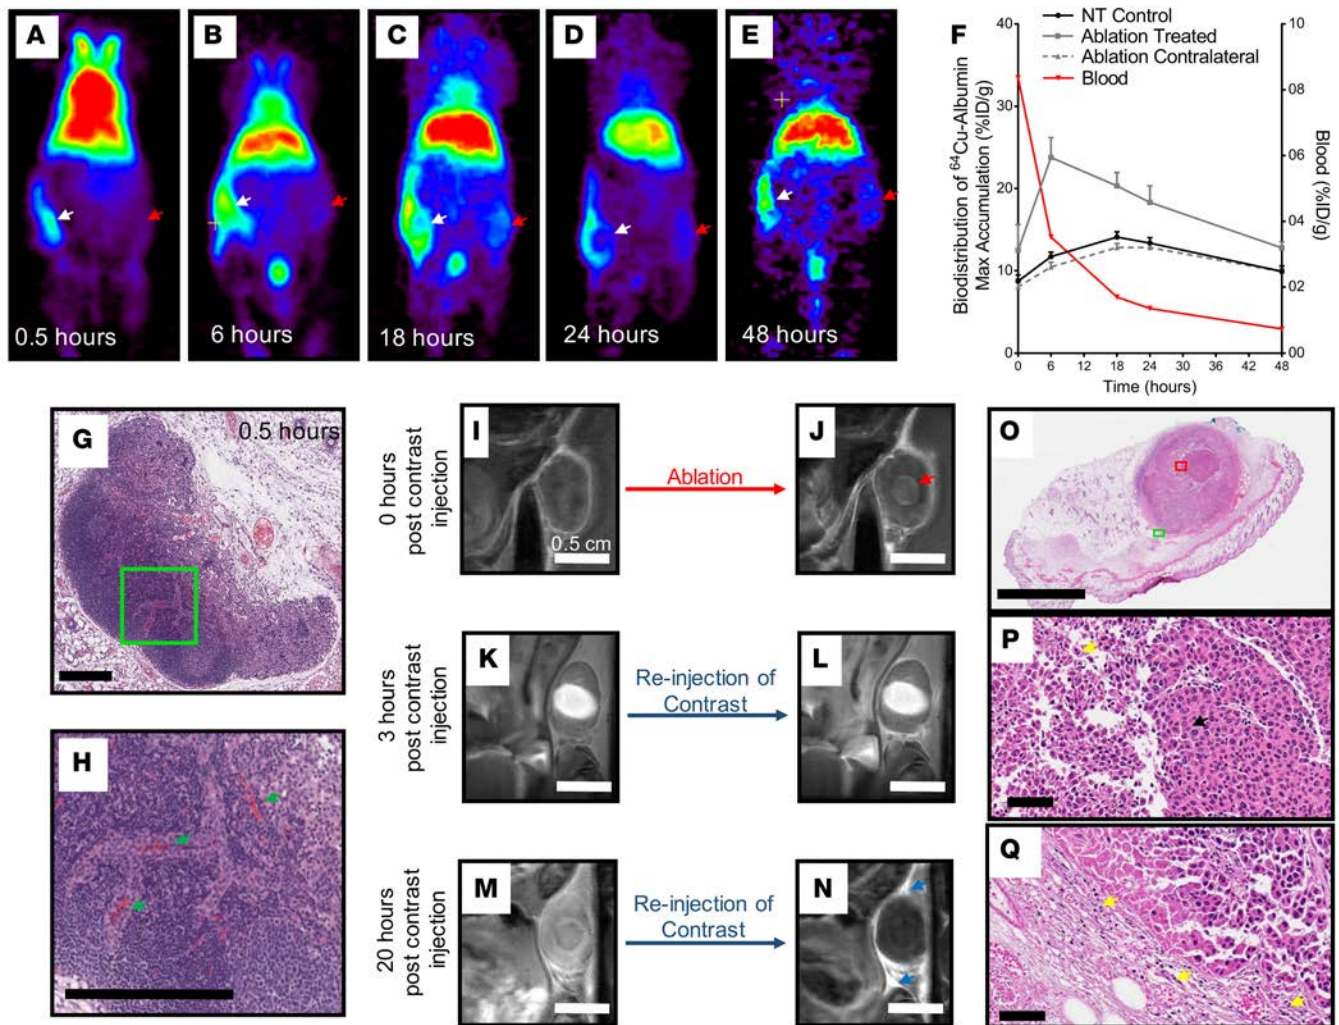 A
B
C
D
E
0.5 hours
6 hours
18 hours
24 hours
48 hours
F
NT Control
Ablation Treated
Ablation Contralateral
Blood
Biodistribution of ⁶⁴Cu-Albumin
Max Accumulation (%ID/g)
40
30
20
10
0
10
08
06
04
02
00
Blood (%ID/g)
0 6 12 18 24 30 36 42 48
Time (hours)
G
0.5 hours
H
0 hours
post contrast
injection
I
0.5 cm
Ablation
J
3 hours
post contrast
injection
K
Re-injection of
Contrast
L
20 hours
post contrast
injection
M
Re-injection of
Contrast
N
O
P
Q